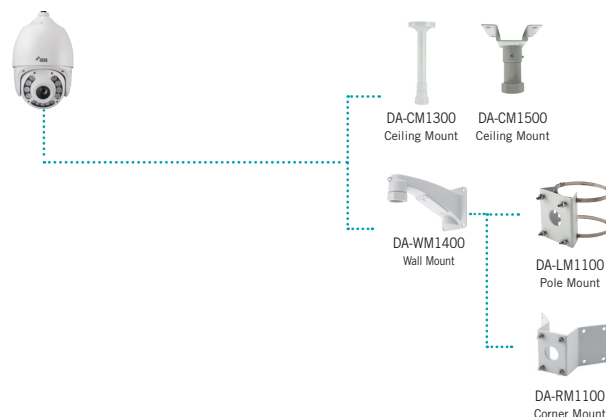 DA-CM1300
Ceiling Mount
DA-CM1500
Ceiling Mount
DA-WM1400
Wall Mount
DA-LM1100
Pole Mount
DA-RM1100
Corner Mount